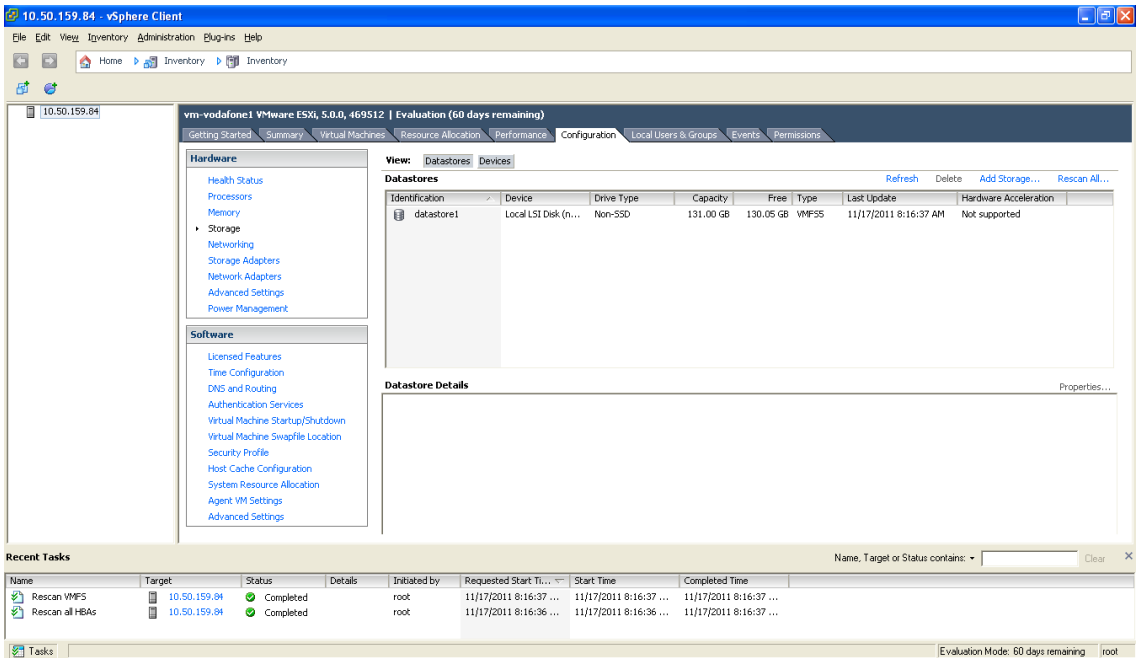 10.50.159.84 - vSphere Client
File Edit View Inventory Administration Plug-ins Help
Home Inventory Inventory
10.50.159.84
vm-vodafone1 VMware ESXi, 5.0.0, 469512 | Evaluation (60 days remaining)
Getting Started Summary Virtual Machines Resource Allocation Performance Configuration Local Users & Groups Events Permissions
Hardware
Health Status
Processors
Memory
Storage
Networking
Storage Adapters
Network Adapters
Advanced Settings
Power Management
Software
Licensed Features
Time Configuration
DNS and Routing
Authentication Services
Virtual Machine Startup/Shutdown
Virtual Machine Swapfile Location
Security Profile
Host Cache Configuration
System Resource Allocation
Agent VM Settings
Advanced Settings
View: Datastores Devices
Datastores Refresh Delete Add Storage... Rescan All...
Identification Device Drive Type Capacity Free Type Last Update Hardware Acceleration
datastore1 Local LSI Disk (n... Non-SSD 131.00 GB 130.05 GB VMFS5 11/17/2011 8:16:37 AM Not supported
Datastore Details Properties...
Recent Tasks Name, Target or Status contains: Clear
Name Target Status Details Initiated by Requested Start Ti... Start Time Completed Time
Rescan VMFS 10.50.159.84 Completed root 11/17/2011 8:16:37 ... 11/17/2011 8:16:37 ... 11/17/2011 8:16:37 ...
Rescan all HBAs 10.50.159.84 Completed root 11/17/2011 8:16:36 ... 11/17/2011 8:16:36 ... 11/17/2011 8:16:37 ...
Tasks Evaluation Mode: 60 days remaining root